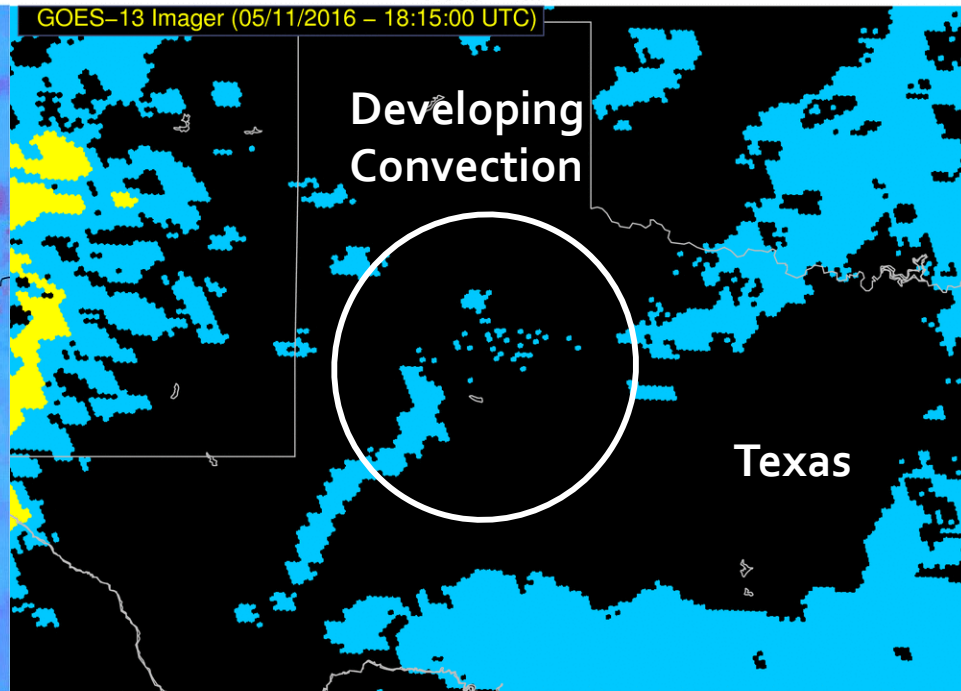 GOES−13 Imager (05/11/2016 − 18:15:00 UTC)
Developing
Convection
Texas